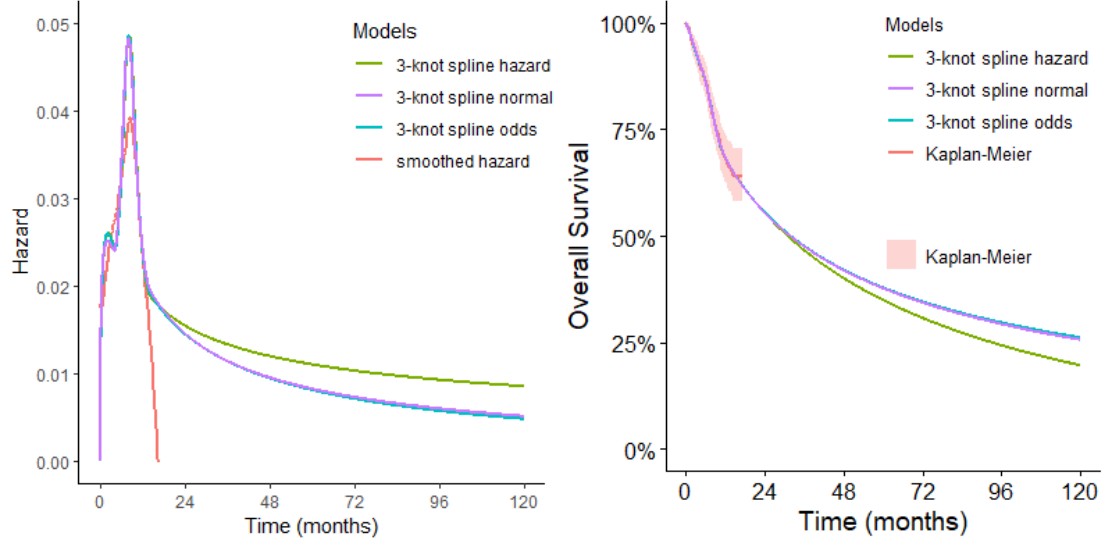 0.05
0.04
0.03
0.02
0.01
0.00
Hazard
0
24
48
72
96
120
Time (months)
Models
3-knot spline hazard
3-knot spline normal
3-knot spline odds
smoothed hazard
100%
75%
50%
25%
0%
Overall Survival
0
24
48
72
96
120
Time (months)
Models
3-knot spline hazard
3-knot spline normal
3-knot spline odds
Kaplan-Meier
Kaplan-Meier